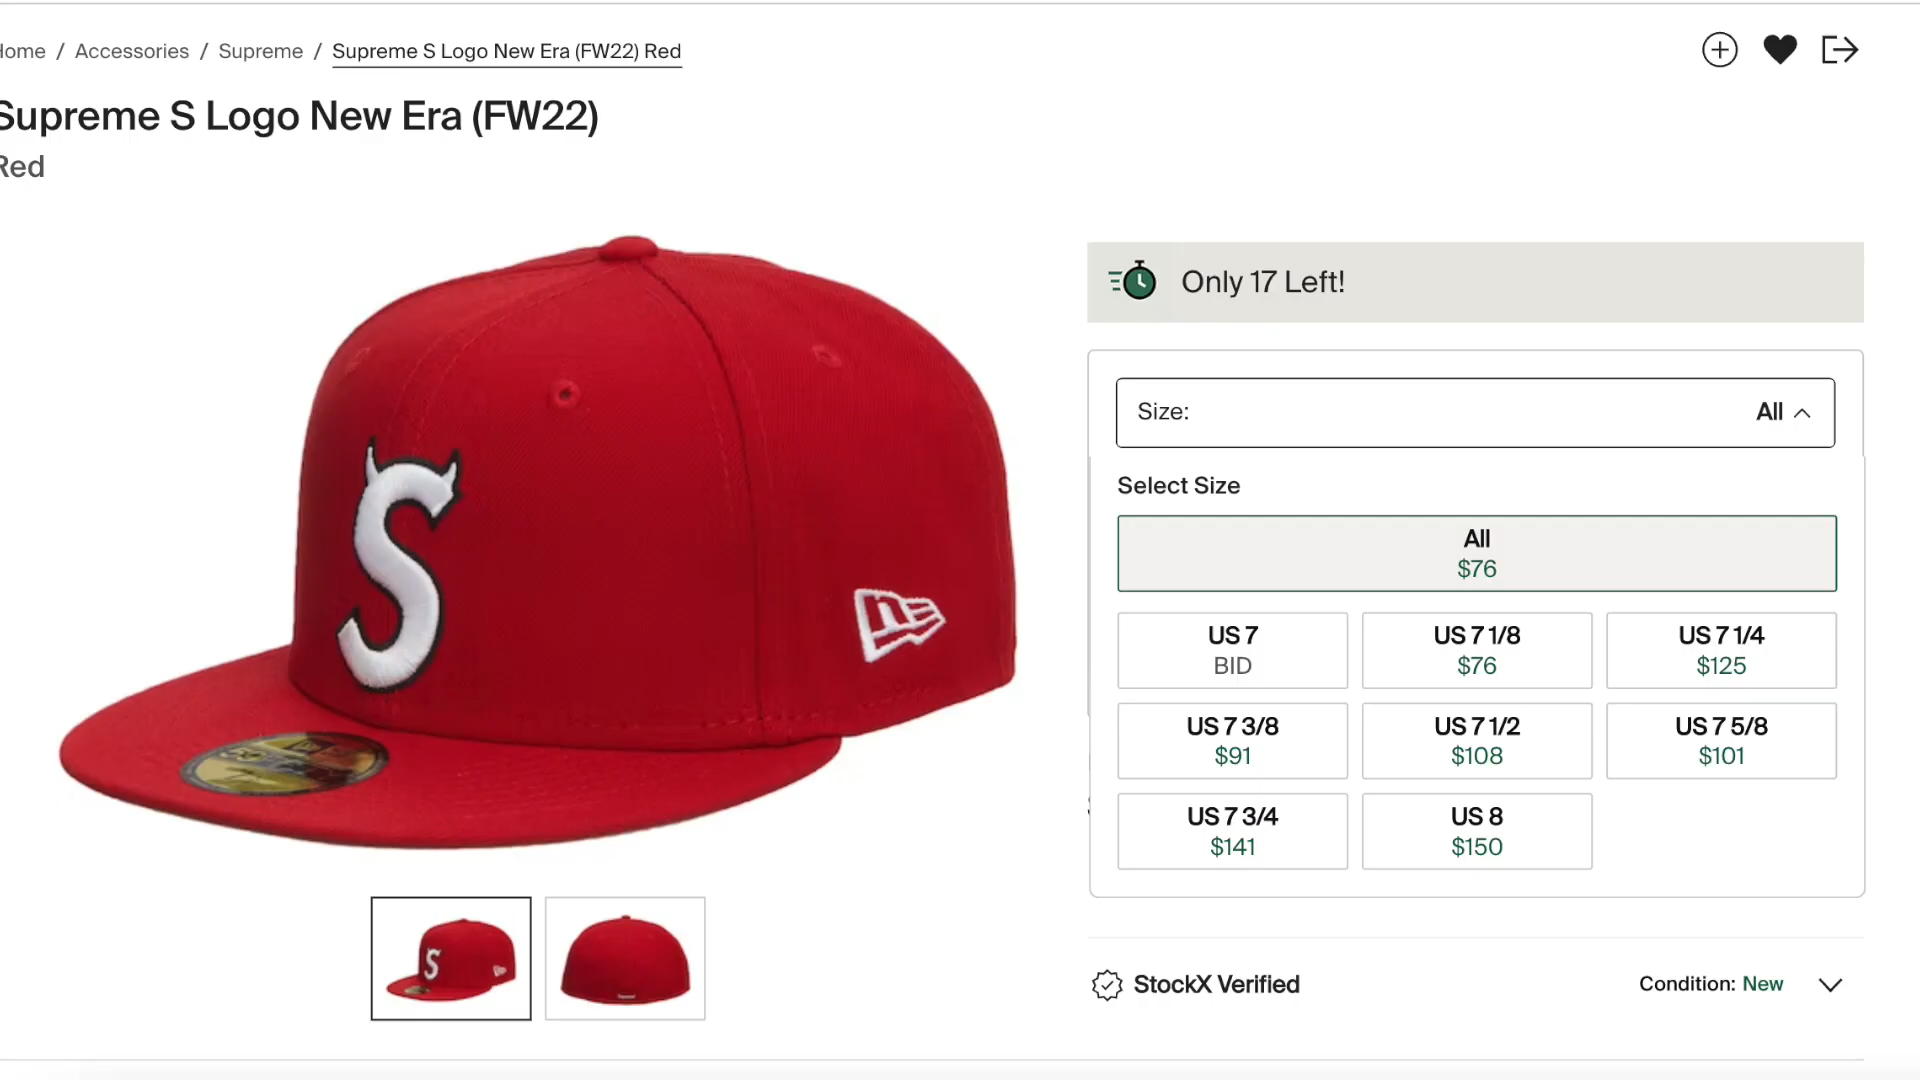 Home / Accessories / Supreme / Supreme S Logo New Era (FW22) Red
Supreme S Logo New Era (FW22)
Red
Only 17 Left!
Size: All
Select Size
All
$76
US 7 US 7 1/8 US 7 1/4
BID $76 $125
US 7 3/8 US 7 1/2 US 7 5/8
$91 $108 $101
US 7 3/4 US 8
$141 $150
S
StockX Verified Condition: New